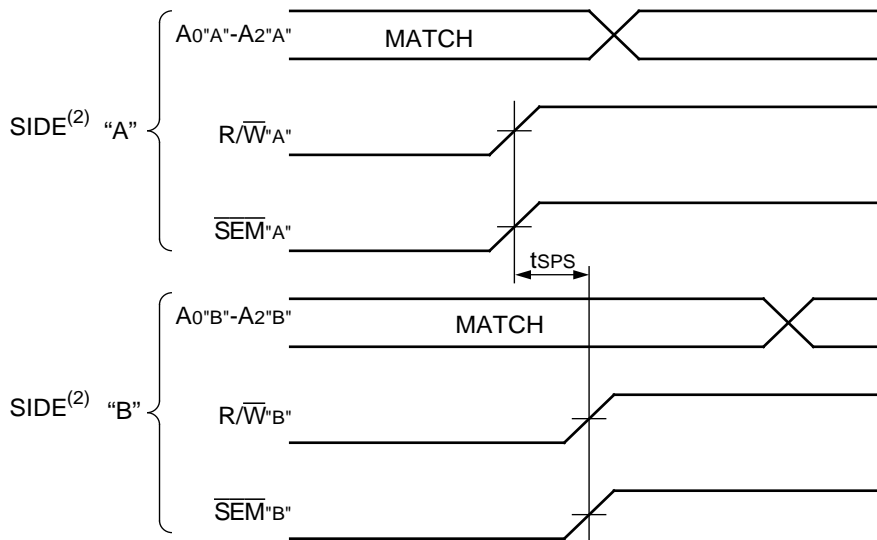 A0"A"-A2"A"
MATCH
SIDE(2) “A”
R/W"A"
SEM"A"
tSPS
A0"B"-A2"B"
MATCH
SIDE(2) “B”
R/W"B"
SEM"B"